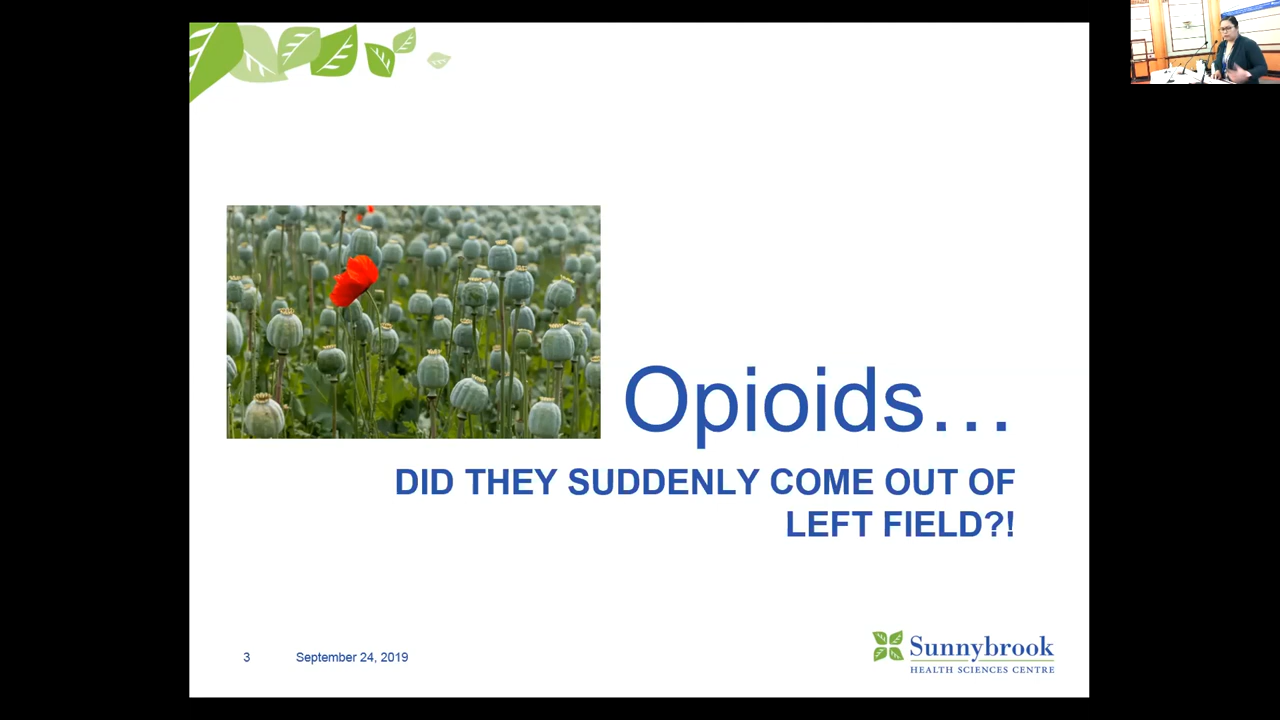 Opioids…
DID THEY SUDDENLY COME OUT OF
LEFT FIELD?!
3 September 24, 2019
Sunnybrook
HEALTH SCIENCES CENTRE